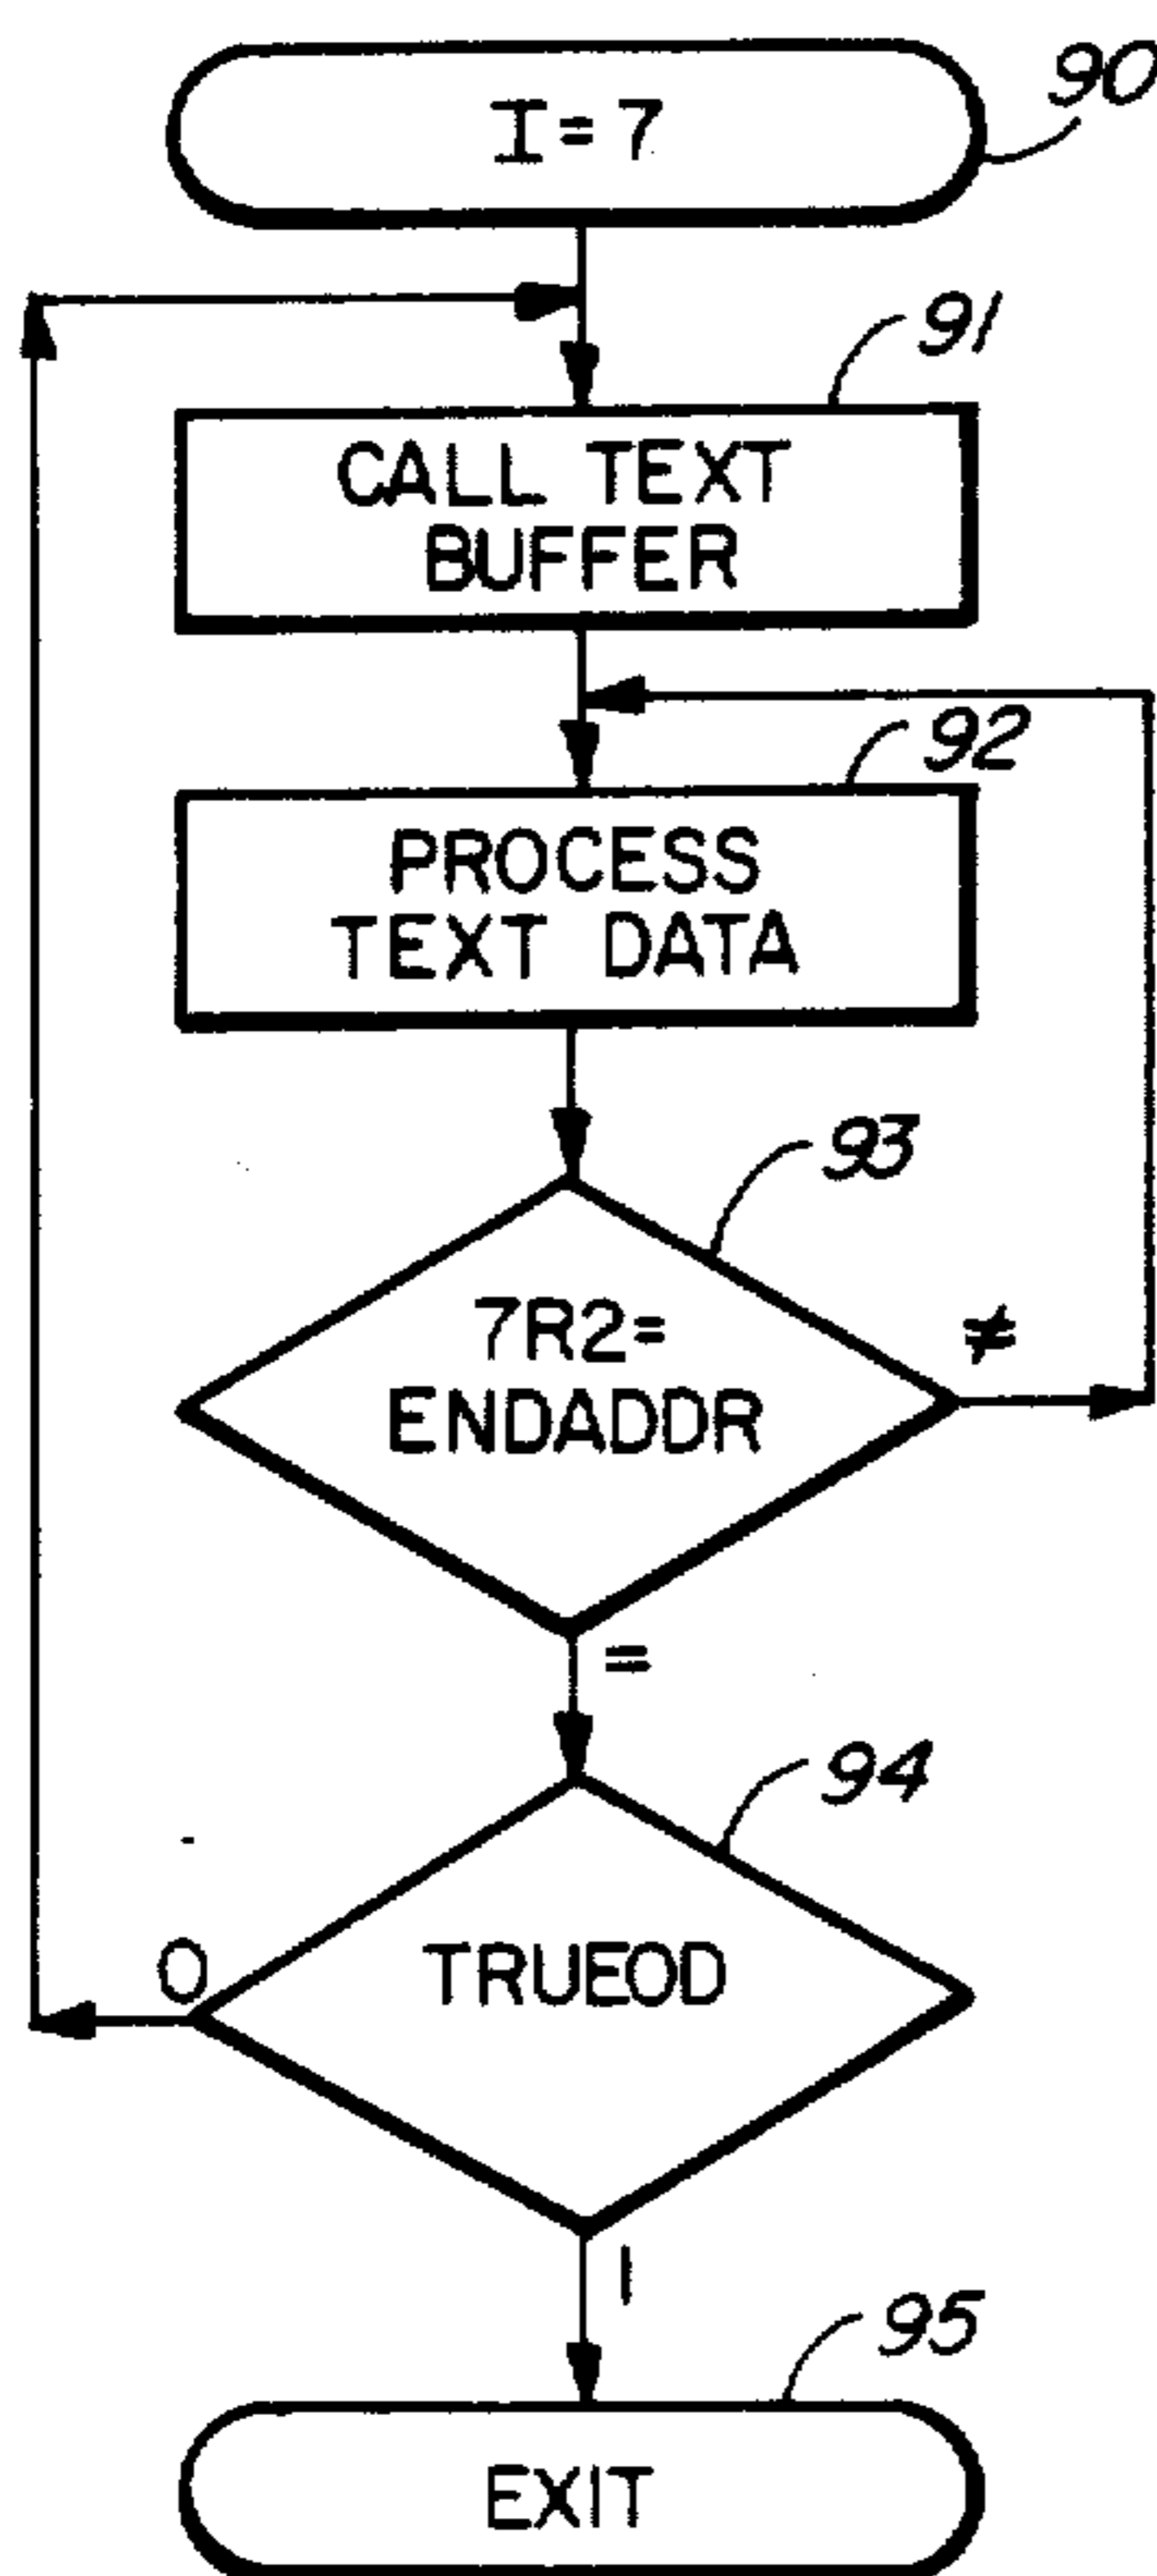 I=7
90
91
CALL TEXT
BUFFER
92
PROCESS
TEXT DATA
93
7R2=
ENDADDR
≠
=
94
TRUEOD
0
1
95
EXIT